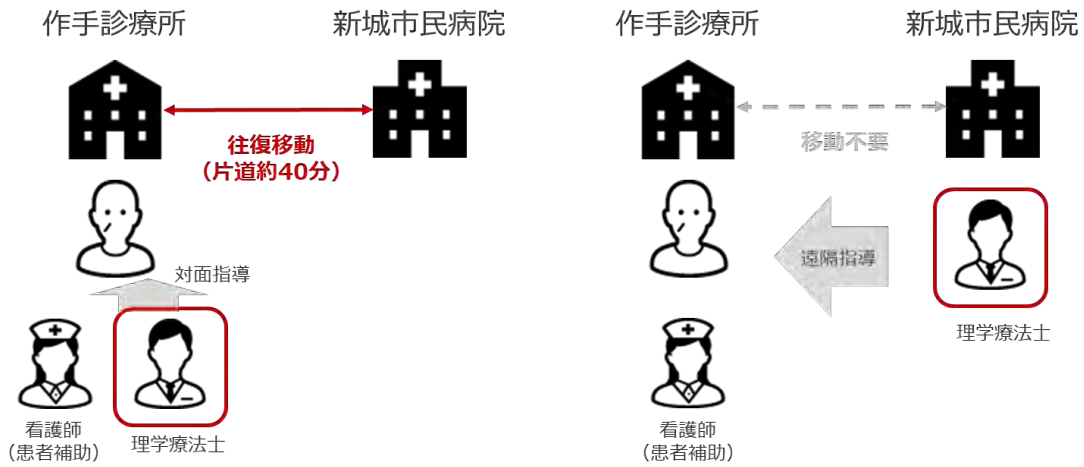 作手診療所
新城市民病院
往復移動
（片道約40分）
対面指導
看護師
（患者補助）
理学療法士
作手診療所
新城市民病院
移動不要
遠隔指導
理学療法士
看護師
（患者補助）